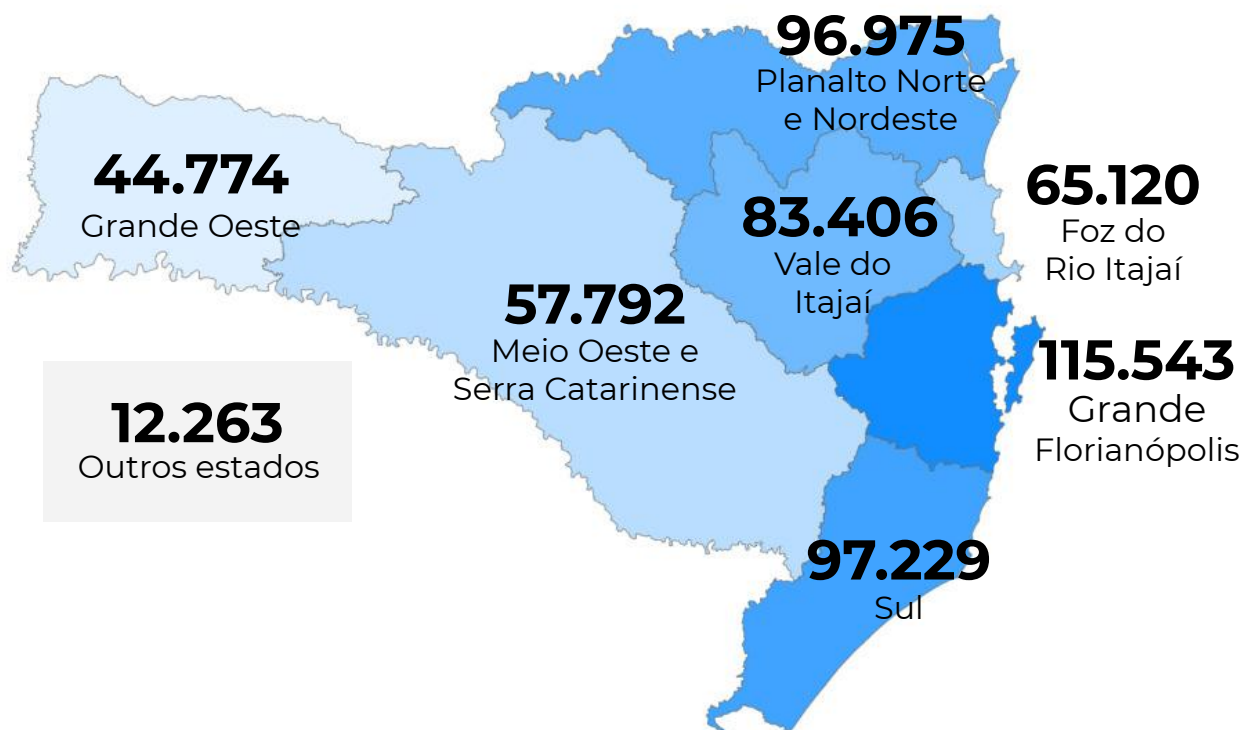 96.975
Planalto Norte
e Nordeste
44.774
Grande Oeste
65.120
Foz do
Rio Itajaí
83.406
Vale do
Itajaí
57.792
Meio Oeste e
Serra Catarinense
115.543
Grande
Florianópolis
12.263
Outros estados
97.229
Sul